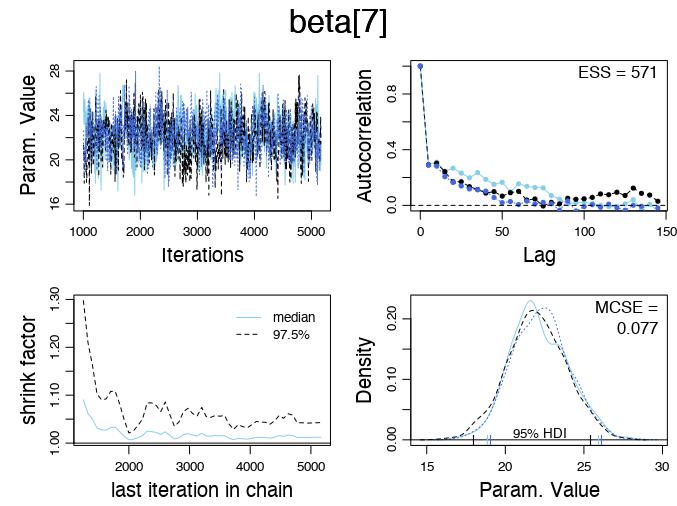 beta[7]
Param. Value
16
20
24
28
1000
2000
3000
4000
5000
Iterations
ESS = 571
Autocorrelation
0.0
0.4
0.8
0
50
100
150
Lag
shrink factor
1.00
1.10
1.20
1.30
median
97.5%
2000
3000
4000
5000
last iteration in chain
MCSE =
0.077
Density
0.00
0.10
0.20
95% HDI
15
20
25
30
Param. Value